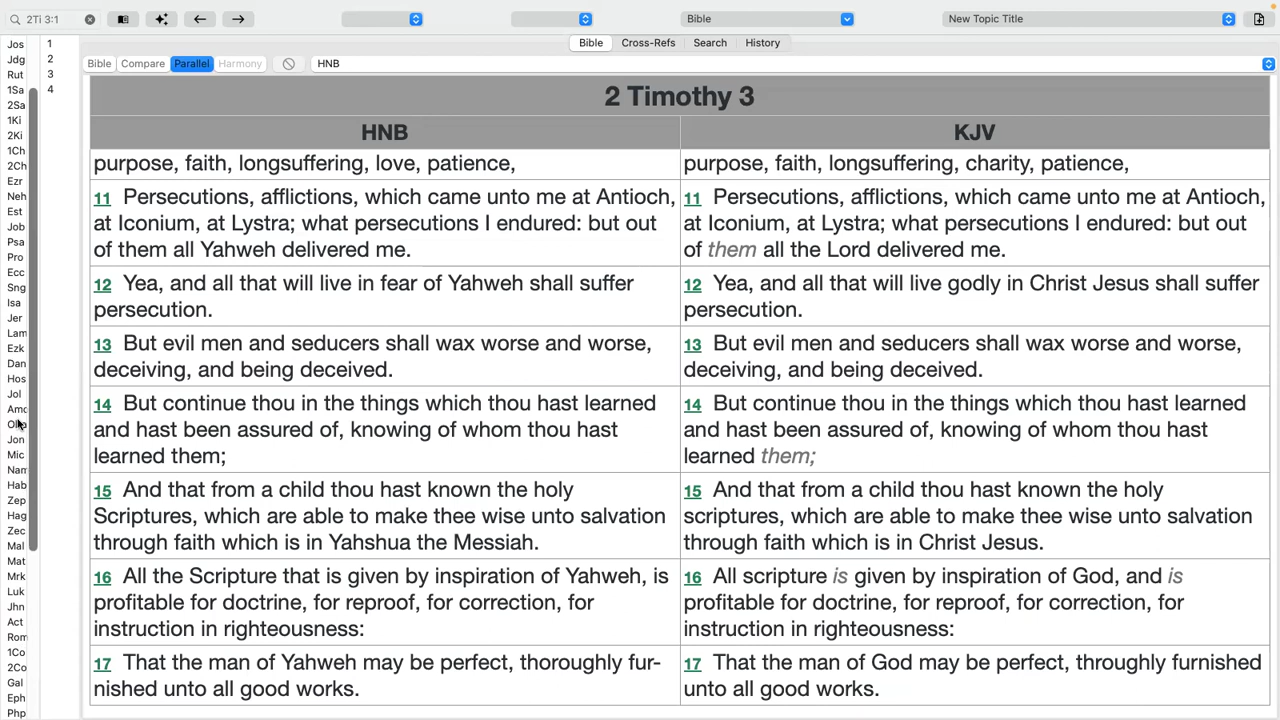 2Ti 3:1
Bible
New Topic Title
Bible
Cross-Refs
Search
History
Bible
Compare
Parallel
Harmony
HNB
Jos
Jdg
Rut
1Sa
2Sa
1Ki
2Ki
1Ch
2Ch
Ezr
Neh
Est
Job
Psa
Pro
Ecc
Sng
Isa
Jer
Lam
Ezk
Dan
Hos
Jol
Amo
Jon
Mic
Nam
Hab
Zep
Hag
Zec
Mal
Mat
Mrk
Luk
Jhn
Act
Rom
1Co
2Co
Gal
Eph
Php
1
2
3
4
2 Timothy 3
HNB
purpose, faith, longsuffering, love, patience,
11 Persecutions, afflictions, which came unto me at Antioch,
at Iconium, at Lystra; what persecutions I endured: but out
of them all Yahweh delivered me.
12 Yea, and all that will live in fear of Yahweh shall suffer
persecution.
13 But evil men and seducers shall wax worse and worse,
deceiving, and being deceived.
14 But continue thou in the things which thou hast learned
and hast been assured of, knowing of whom thou hast
learned them;
15 And that from a child thou hast known the holy
Scriptures, which are able to make thee wise unto salvation
through faith which is in Yahshua the Messiah.
16 All the Scripture that is given by inspiration of Yahweh, is
profitable for doctrine, for reproof, for correction, for
instruction in righteousness:
17 That the man of Yahweh may be perfect, thoroughly fur-
nished unto all good works.
KJV
purpose, faith, longsuffering, charity, patience,
11 Persecutions, afflictions, which came unto me at Antioch,
at Iconium, at Lystra; what persecutions I endured: but out
of them all the Lord delivered me.
12 Yea, and all that will live godly in Christ Jesus shall suffer
persecution.
13 But evil men and seducers shall wax worse and worse,
deceiving, and being deceived.
14 But continue thou in the things which thou hast learned
and hast been assured of, knowing of whom thou hast
learned them;
15 And that from a child thou hast known the holy
scriptures, which are able to make thee wise unto salvation
through faith which is in Christ Jesus.
16 All scripture is given by inspiration of God, and is
profitable for doctrine, for reproof, for correction, for
instruction in righteousness:
17 That the man of God may be perfect, throughly furnished
unto all good works.